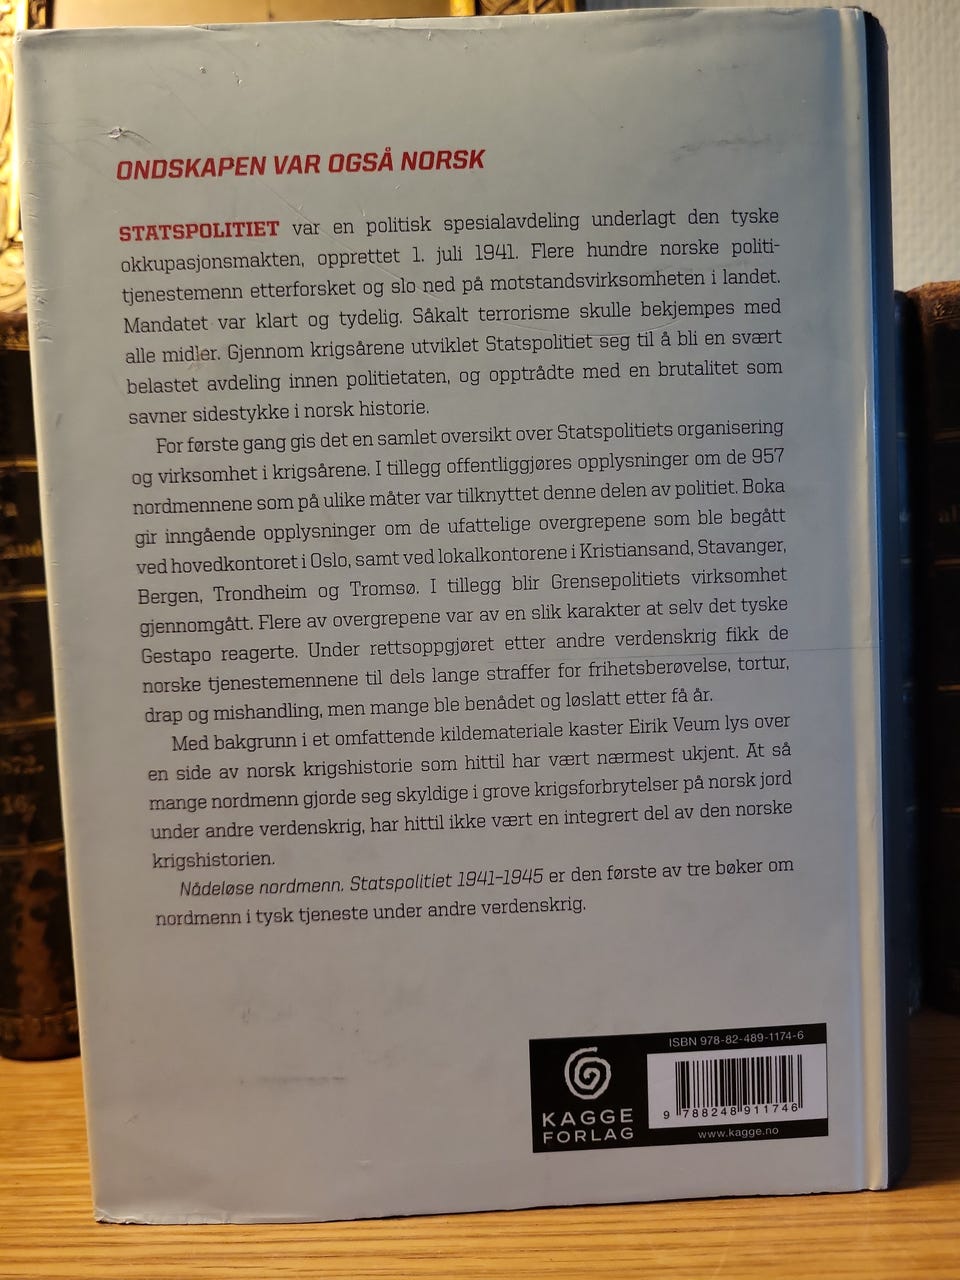 ONDSKAPEN VAR OGSÅ NORSK
STATSPOLITIET var en politisk spesialavdeling underlagt den tyske
okkupasjonsmakten, opprettet 1. juli 1941. Flere hundre norske politi-
tjenestemenn etterforsket og slo ned på motstandsvirksomheten i landet.
Mandatet var klart og tydelig. Såkalt terrorisme skulle bekjempes med
alle midler. Gjennom krigsårene utviklet Statspolitiet seg til å bli en svært
belastet avdeling innen politietaten, og opptrådte med en brutalitet som
savner sidestykke i norsk historie.
For første gang gis det en samlet oversikt over Statspolitiets organisering
og virksomhet i krigsårene. I tillegg offentliggjøres opplysninger om de 957
nordmennene som på ulike måter var tilknyttet denne delen av politiet. Boka
gir inngående opplysninger om de ufattelige overgrepene som ble begått
ved hovedkontoret i Oslo, samt ved lokalkontorene i Kristiansand, Stavanger,
Bergen, Trondheim og Tromsø. I tillegg blir Grensepolitiets virksomhet
gjennomgått. Flere av overgrepene var av en slik karakter at selv det tyske
Gestapo reagerte. Under rettsoppgjøret etter andre verdenskrig fikk de
norske tjenestemennene til dels lange straffer for frihetsberøvelse, tortur,
drap og mishandling, men mange ble benådet og løslatt etter få år.
Med bakgrunn i et omfattende kildemateriale kaster Eirik Veum lys over
en side av norsk krigshistorie som hittil har vært nærmest ukjent. At så
mange nordmenn gjorde seg skyldige i grove krigsforbrytelser på norsk jord
under andre verdenskrig, har hittil ikke vært en integrert del av den norske
krigshistorien.
Nådeløse nordmenn. Statspolitiet 1941–1945 er den første av tre bøker om
nordmenn i tysk tjeneste under andre verdenskrig.
ISBN 978-82-489-1174-6
KAGGE
FORLAG
9 788248 911746
www.kagge.no